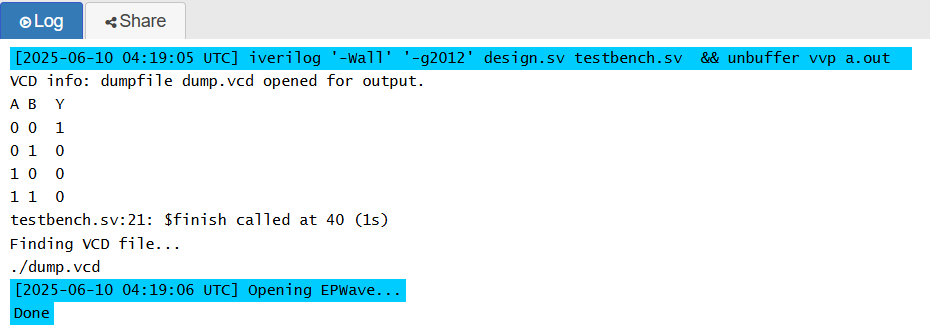 Log Share
[2025-06-10 04:19:05 UTC] iverilog '-Wall' '-g2012' design.sv testbench.sv  && unbuffer vvp a.out
VCD info: dumpfile dump.vcd opened for output.
A B  Y
0 0  1
0 1  0
1 0  0
1 1  0
testbench.sv:21: $finish called at 40 (1s)
Finding VCD file...
./dump.vcd
[2025-06-10 04:19:06 UTC] Opening EPWave...
Done